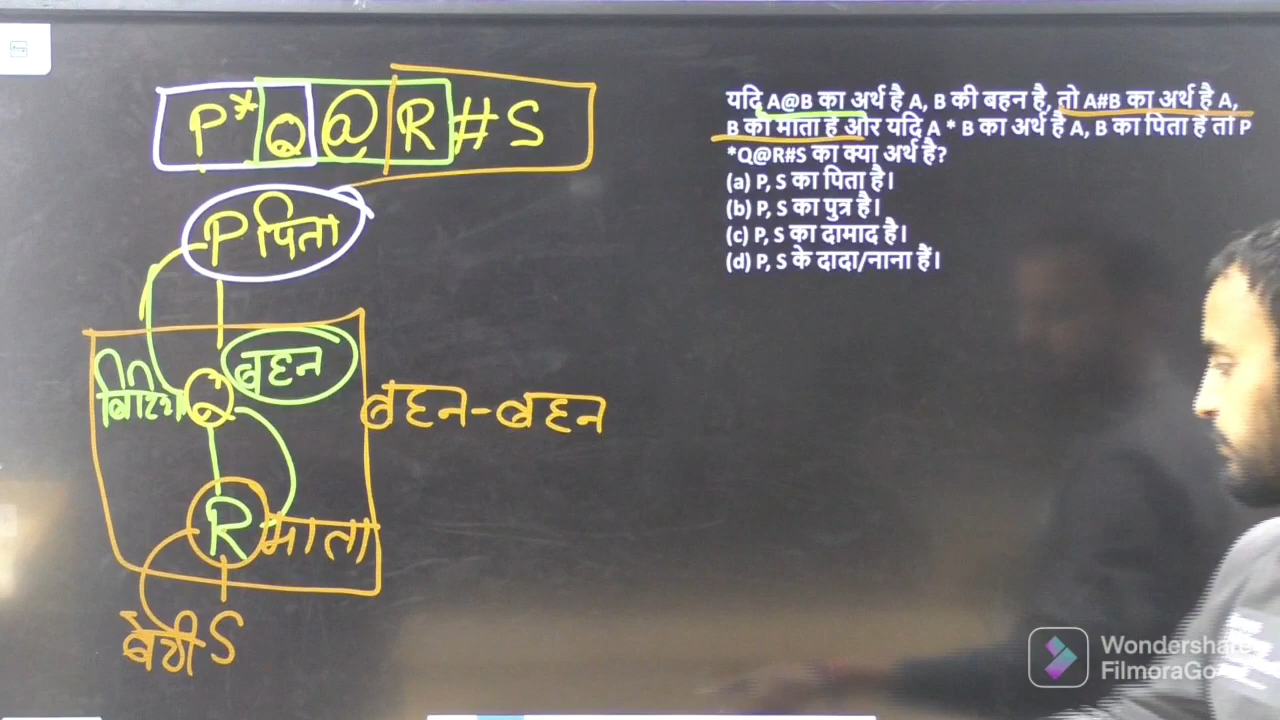 P*Q@R#S
P पिता
बहन
बिटिया Q
बहन-बहन
R माता
बेटी S
यदि A@B का अर्थ है A, B की बहन है, तो A#B का अर्थ है A,
B की माता है और यदि A * B का अर्थ है A, B का पिता है तो P
*Q@R#S का क्या अर्थ है?
(a) P, S का पिता है।
(b) P, S का पुत्र है।
(c) P, S का दामाद है।
(d) P, S के दादा/नाना हैं।
Wondershare
FilmoraGo